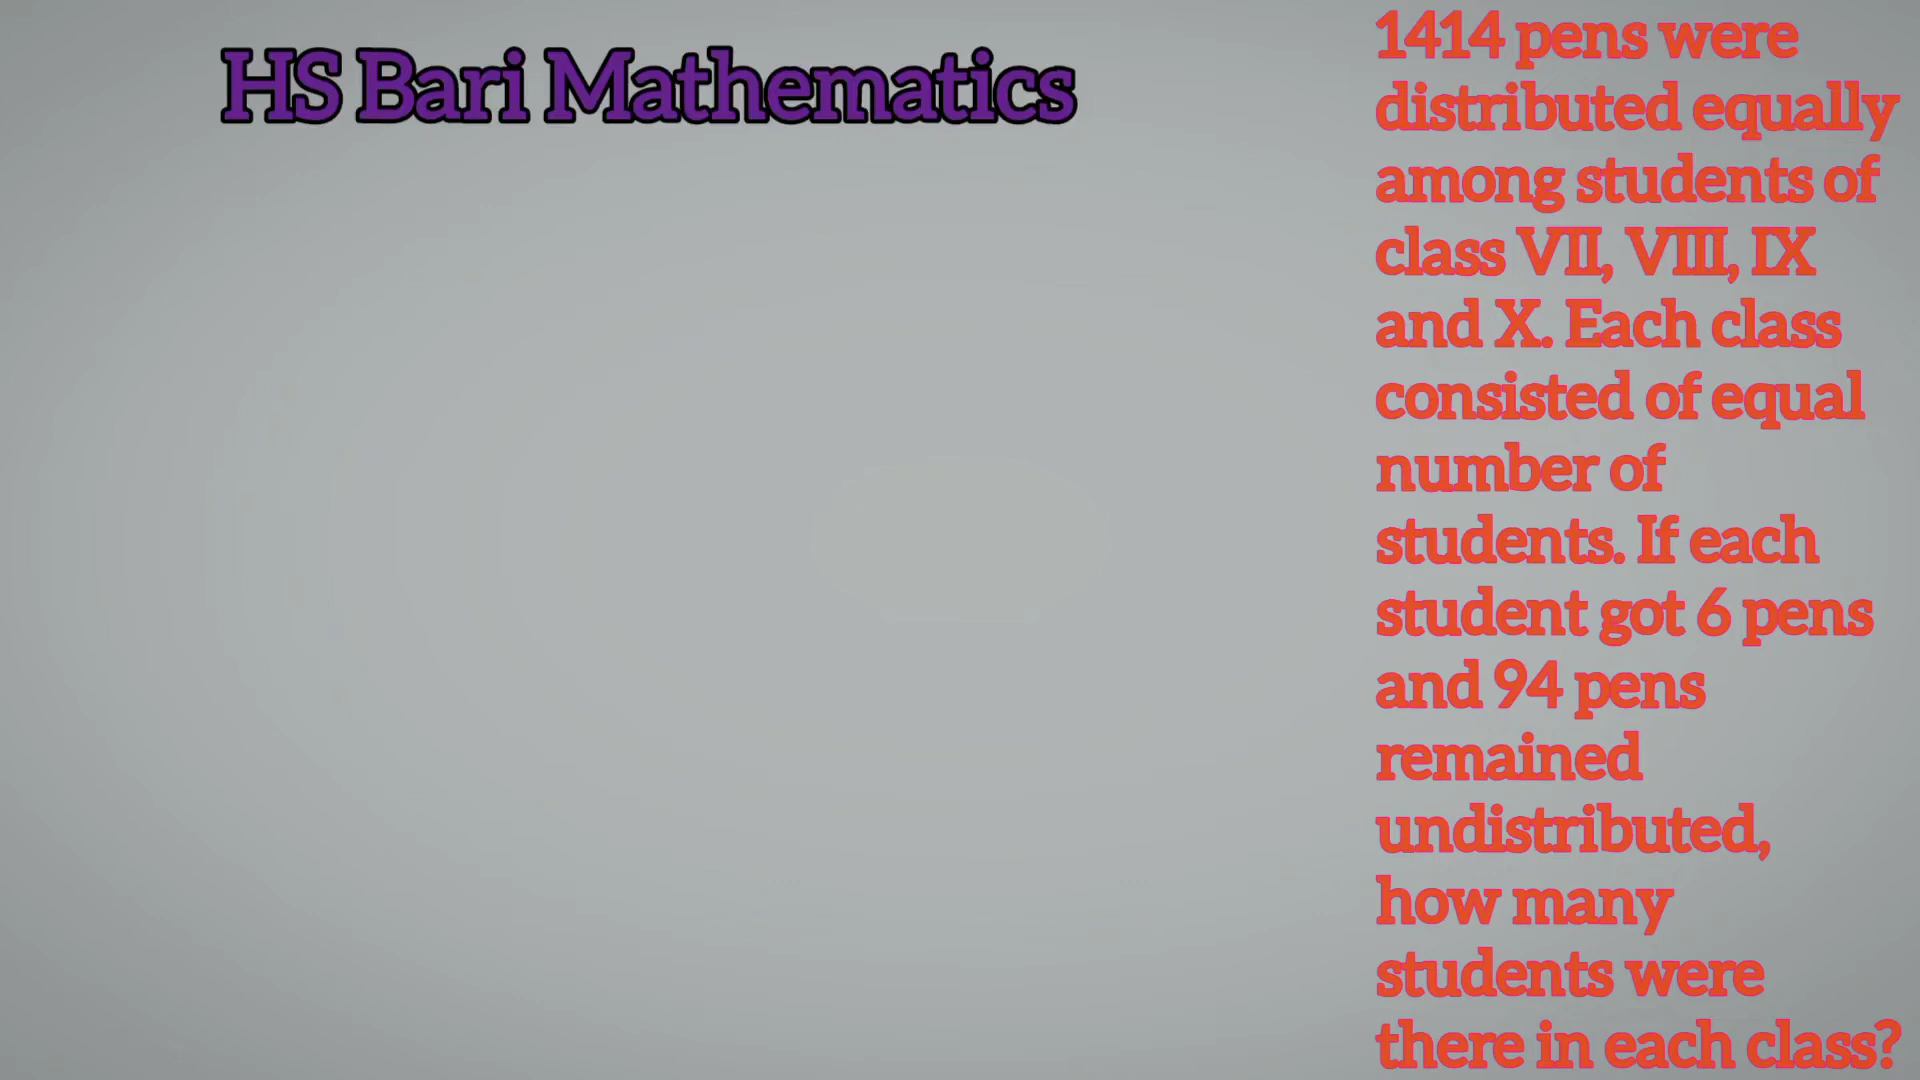 HS Bari Mathematics
1414 pens were
distributed equally
among students of
class VII, VIII, IX
and X. Each class
consisted of equal
number of
students. If each
student got 6 pens
and 94 pens
remained
undistributed,
how many
students were
there in each class?